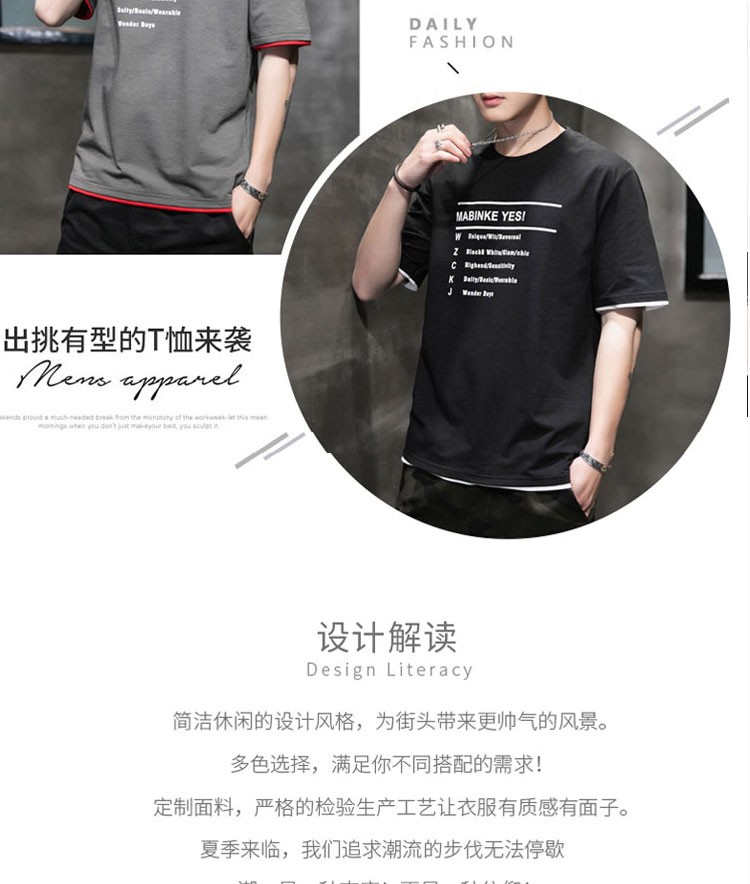 Daily/Basic/Wearable
Wonder Boys
DAILY
FASHION
MABINKE YES!
W Unique/Wit/Reversal
Z Black& White/Glam/chic
C Highend/Sensitivity
K Daily/Basic/Wearable
J Wonder Boys
出挑有型的T恤来袭
Mens apparel
ekends provid a much-needed break from the monotony of the workweek-let this mean
mornings when you don't just makeyour bed, you sculpt it.
设计解读
Design Literacy
简洁休闲的设计风格，为街头带来更帅气的风景。
多色选择，满足你不同搭配的需求！
定制面料，严格的检验生产工艺让衣服有质感有面子。
夏季来临，我们追求潮流的步伐无法停歇